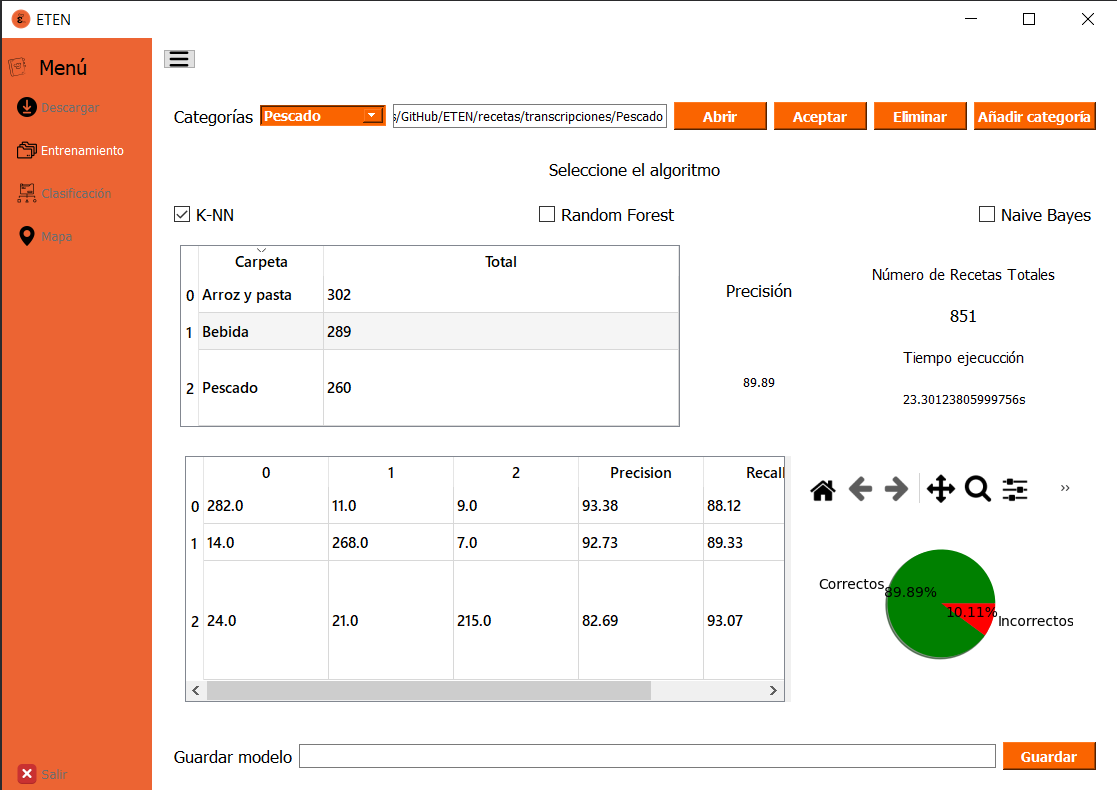 ETEN
Menú
Descargar
Entrenamiento
Clasificación
Mapa
Salir
Categorías Pescado s/GitHub/ETEN/recetas/transcripciones/Pescado Abrir Aceptar Eliminar Añadir categoría
Seleccione el algoritmo
K-NN Random Forest Naive Bayes
Carpeta Total
0 Arroz y pasta 302
1 Bebida 289
2 Pescado 260
Precisión
89.89
Número de Recetas Totales
851
Tiempo ejecucción
23.30123805999756s
0 1 2 Precision Recall
0 282.0 11.0 9.0 93.38 88.12
1 14.0 268.0 7.0 92.73 89.33
2 24.0 21.0 215.0 82.69 93.07
Correctos
89.89%
10.11%
Incorrectos
Guardar modelo Guardar